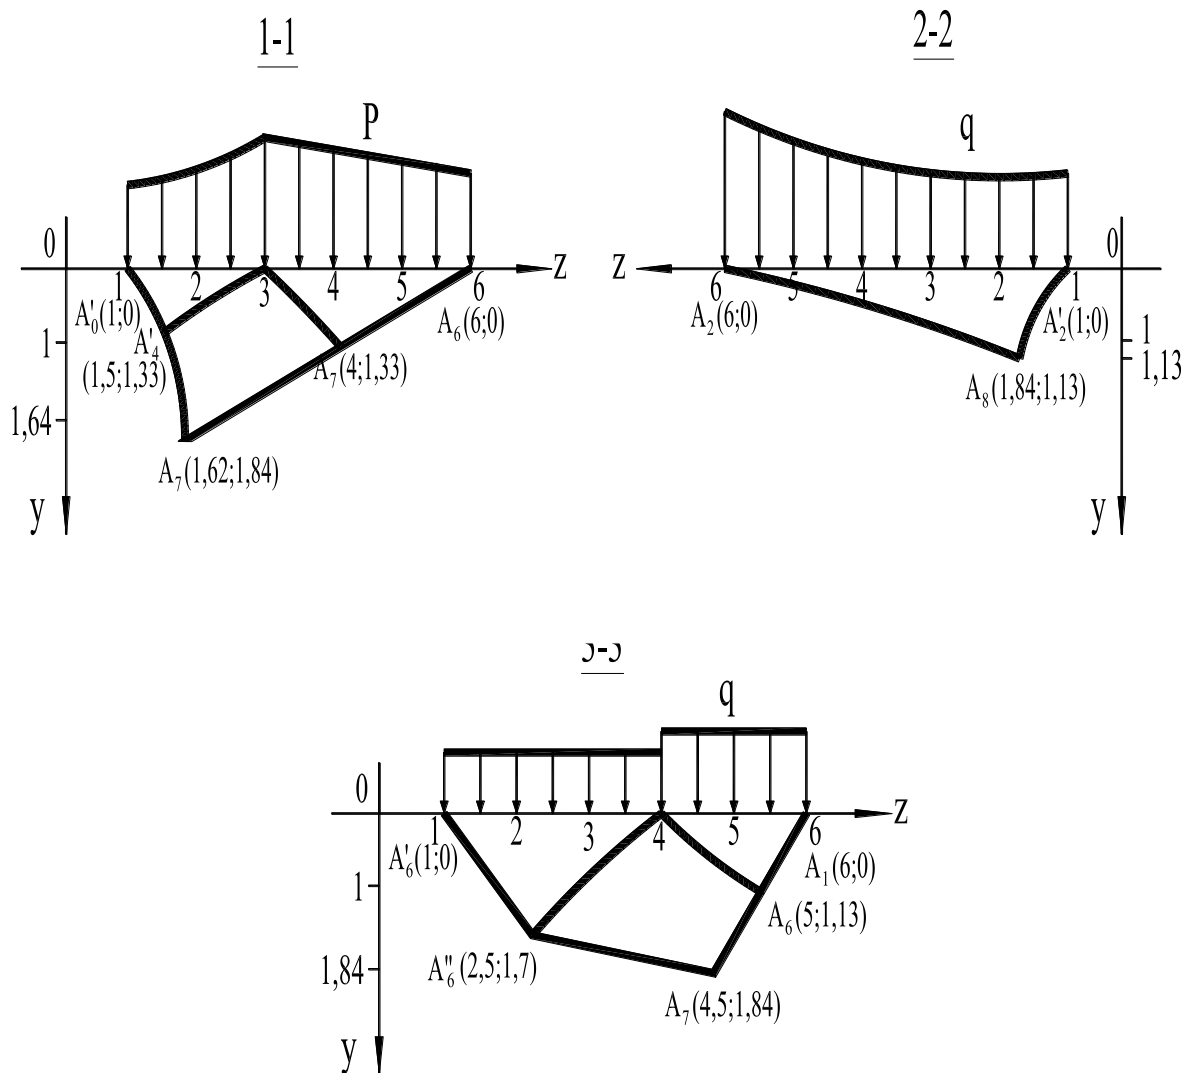 1-1
P
0
z
1 2 3 4 5 6
A'₀(1;0)
A₆(6;0)
1
A'₄
(1,5;1,33)
A₇(4;1,33)
1,64
A₇(1,62;1,84)
y
2-2
q
0
z
6 5 4 3 2 1
A₂(6;0)
A'₂(1;0)
1
1,13
A₈(1,84;1,13)
y
3-3
q
0
z
1 2 3 4 5 6
A'₆(1;0)
A₁(6;0)
1
A₆(5;1,13)
1,84
A''₆(2,5;1,7)
A₇(4,5;1,84)
y